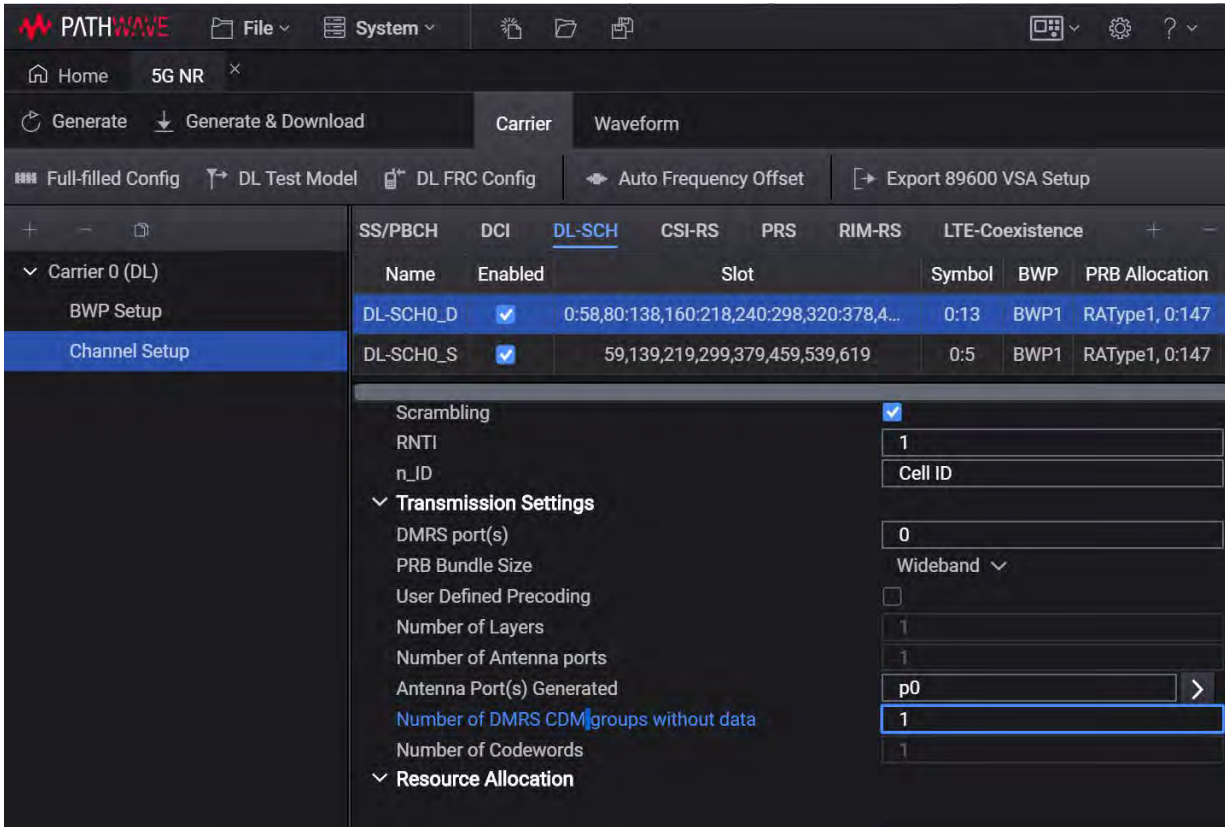 PATHWAVE File System ?
Home 5G NR ×
Generate Generate & Download Carrier Waveform
Full-filled Config DL Test Model DL FRC Config Auto Frequency Offset Export 89600 VSA Setup
SS/PBCH DCI DL-SCH CSI-RS PRS RIM-RS LTE-Coexistence
Carrier 0 (DL)
BWP Setup
Channel Setup
Name Enabled Slot Symbol BWP PRB Allocation
DL-SCH0_D 0:58,80:138,160:218,240:298,320:378,4... 0:13 BWP1 RAType1, 0:147
DL-SCH0_S 59,139,219,299,379,459,539,619 0:5 BWP1 RAType1, 0:147
Scrambling
RNTI 1
n_ID Cell ID
Transmission Settings
DMRS port(s) 0
PRB Bundle Size Wideband
User Defined Precoding
Number of Layers 1
Number of Antenna ports 1
Antenna Port(s) Generated p0
Number of DMRS CDM groups without data 1
Number of Codewords 1
Resource Allocation